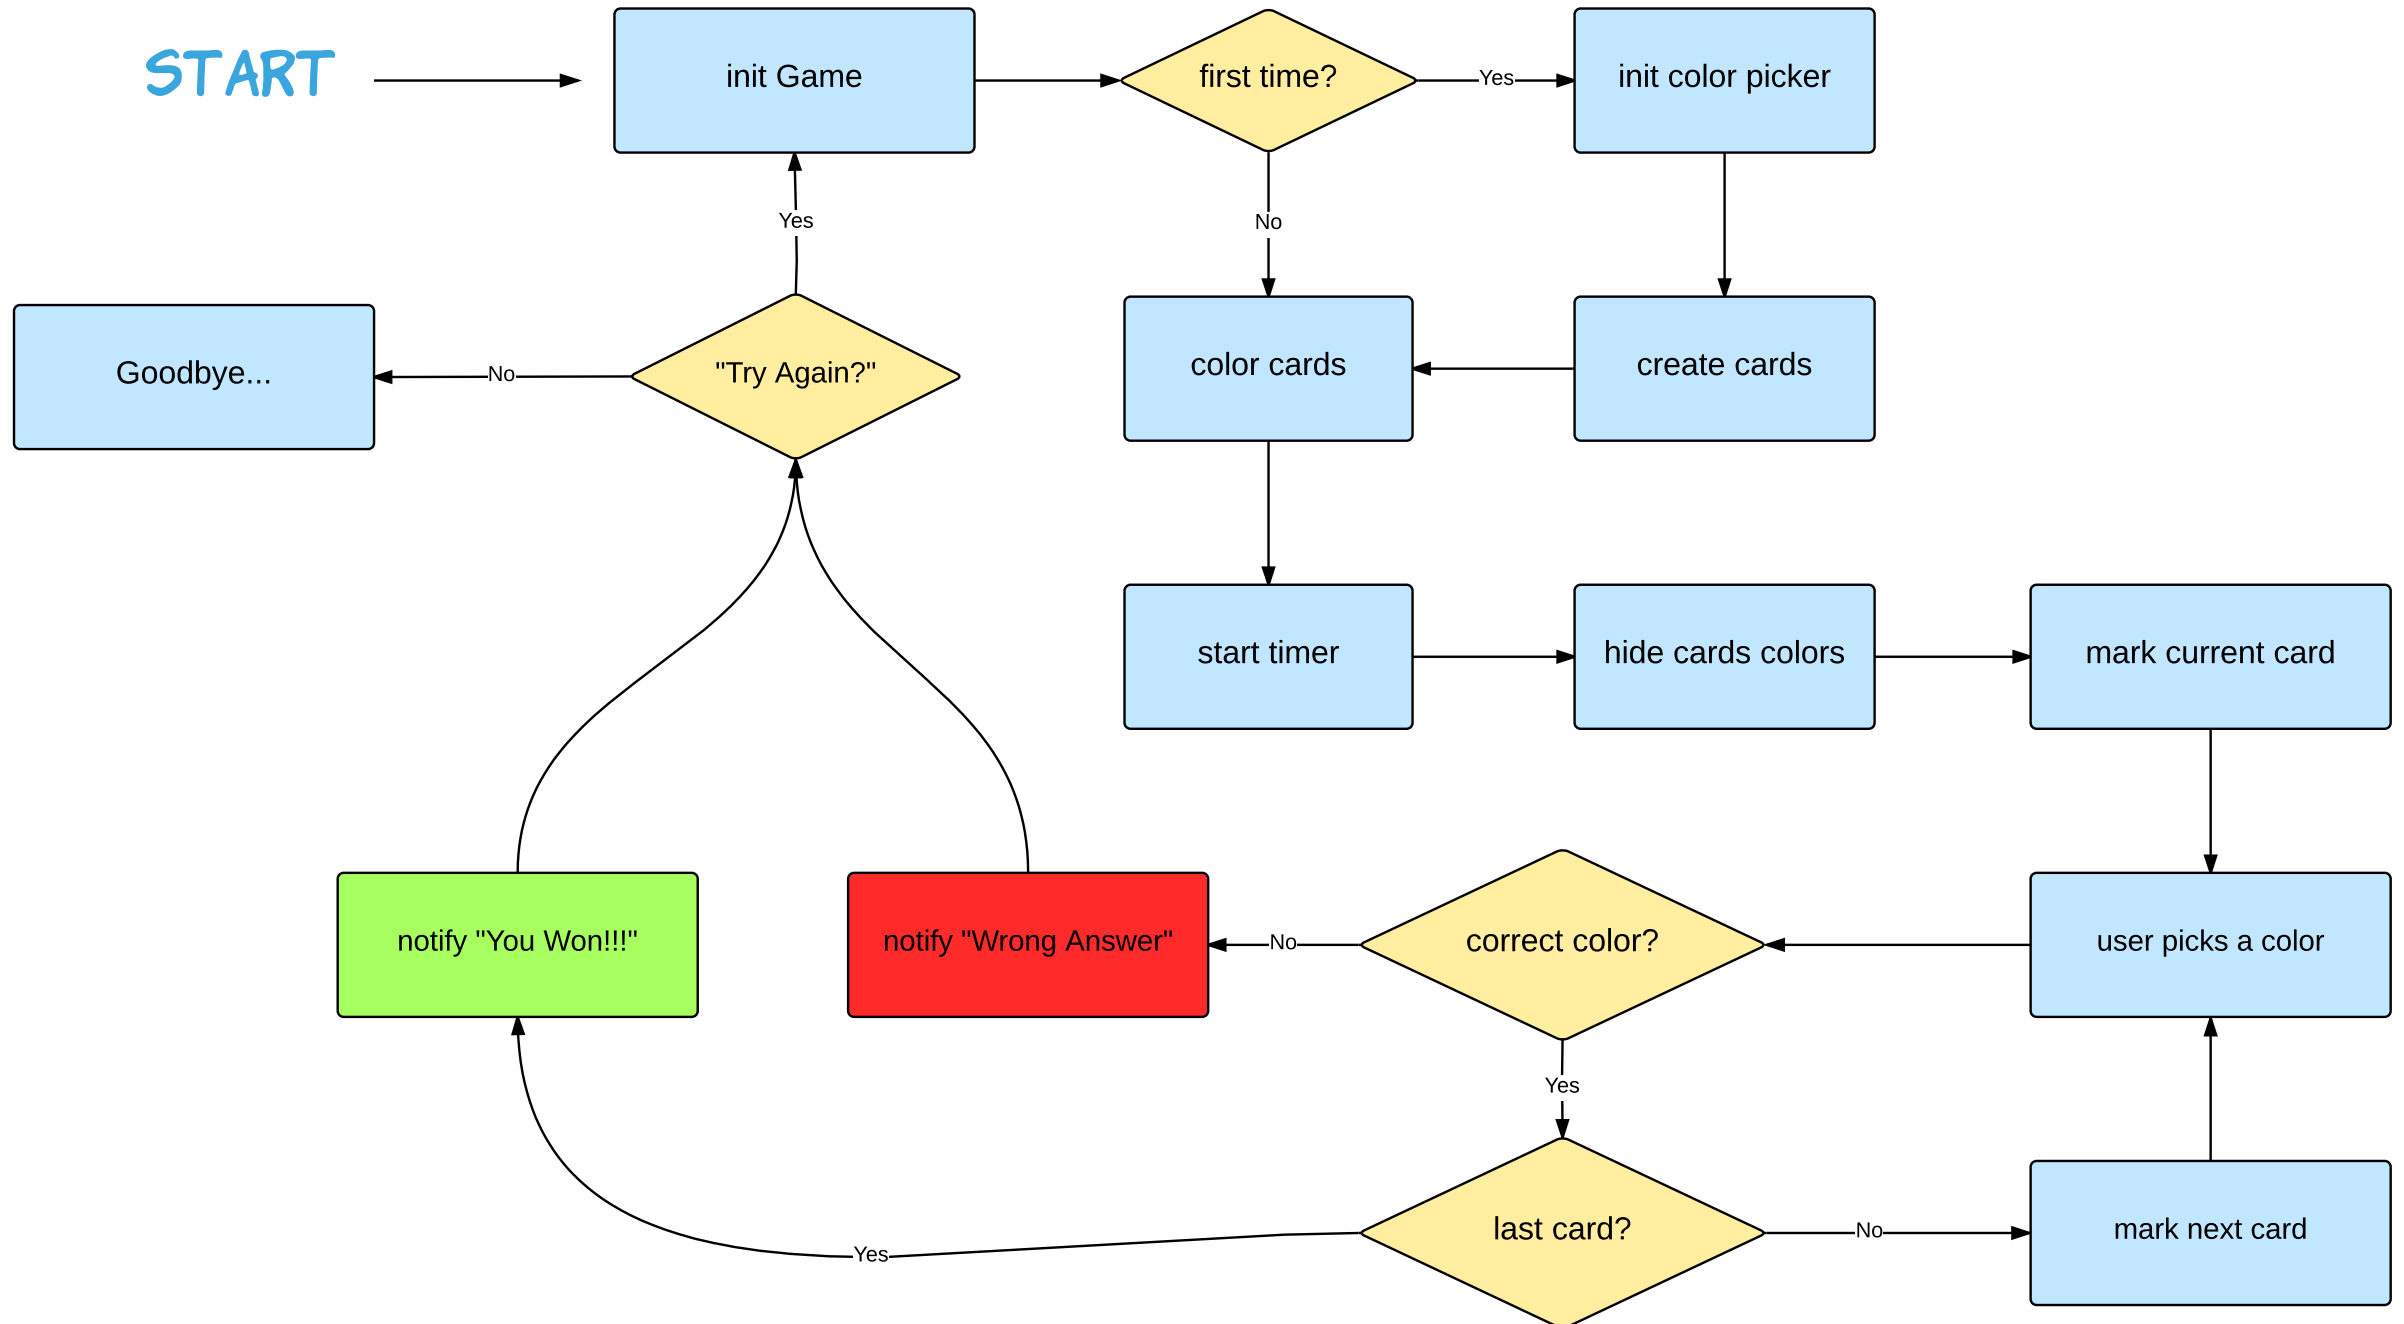 START
init Game
first time?
Yes
init color picker
Yes
No
Goodbye...
No
"Try Again?"
color cards
create cards
start timer
hide cards colors
mark current card
notify "You Won!!!"
notify "Wrong Answer"
No
correct color?
user picks a color
Yes
Yes
last card?
No
mark next card